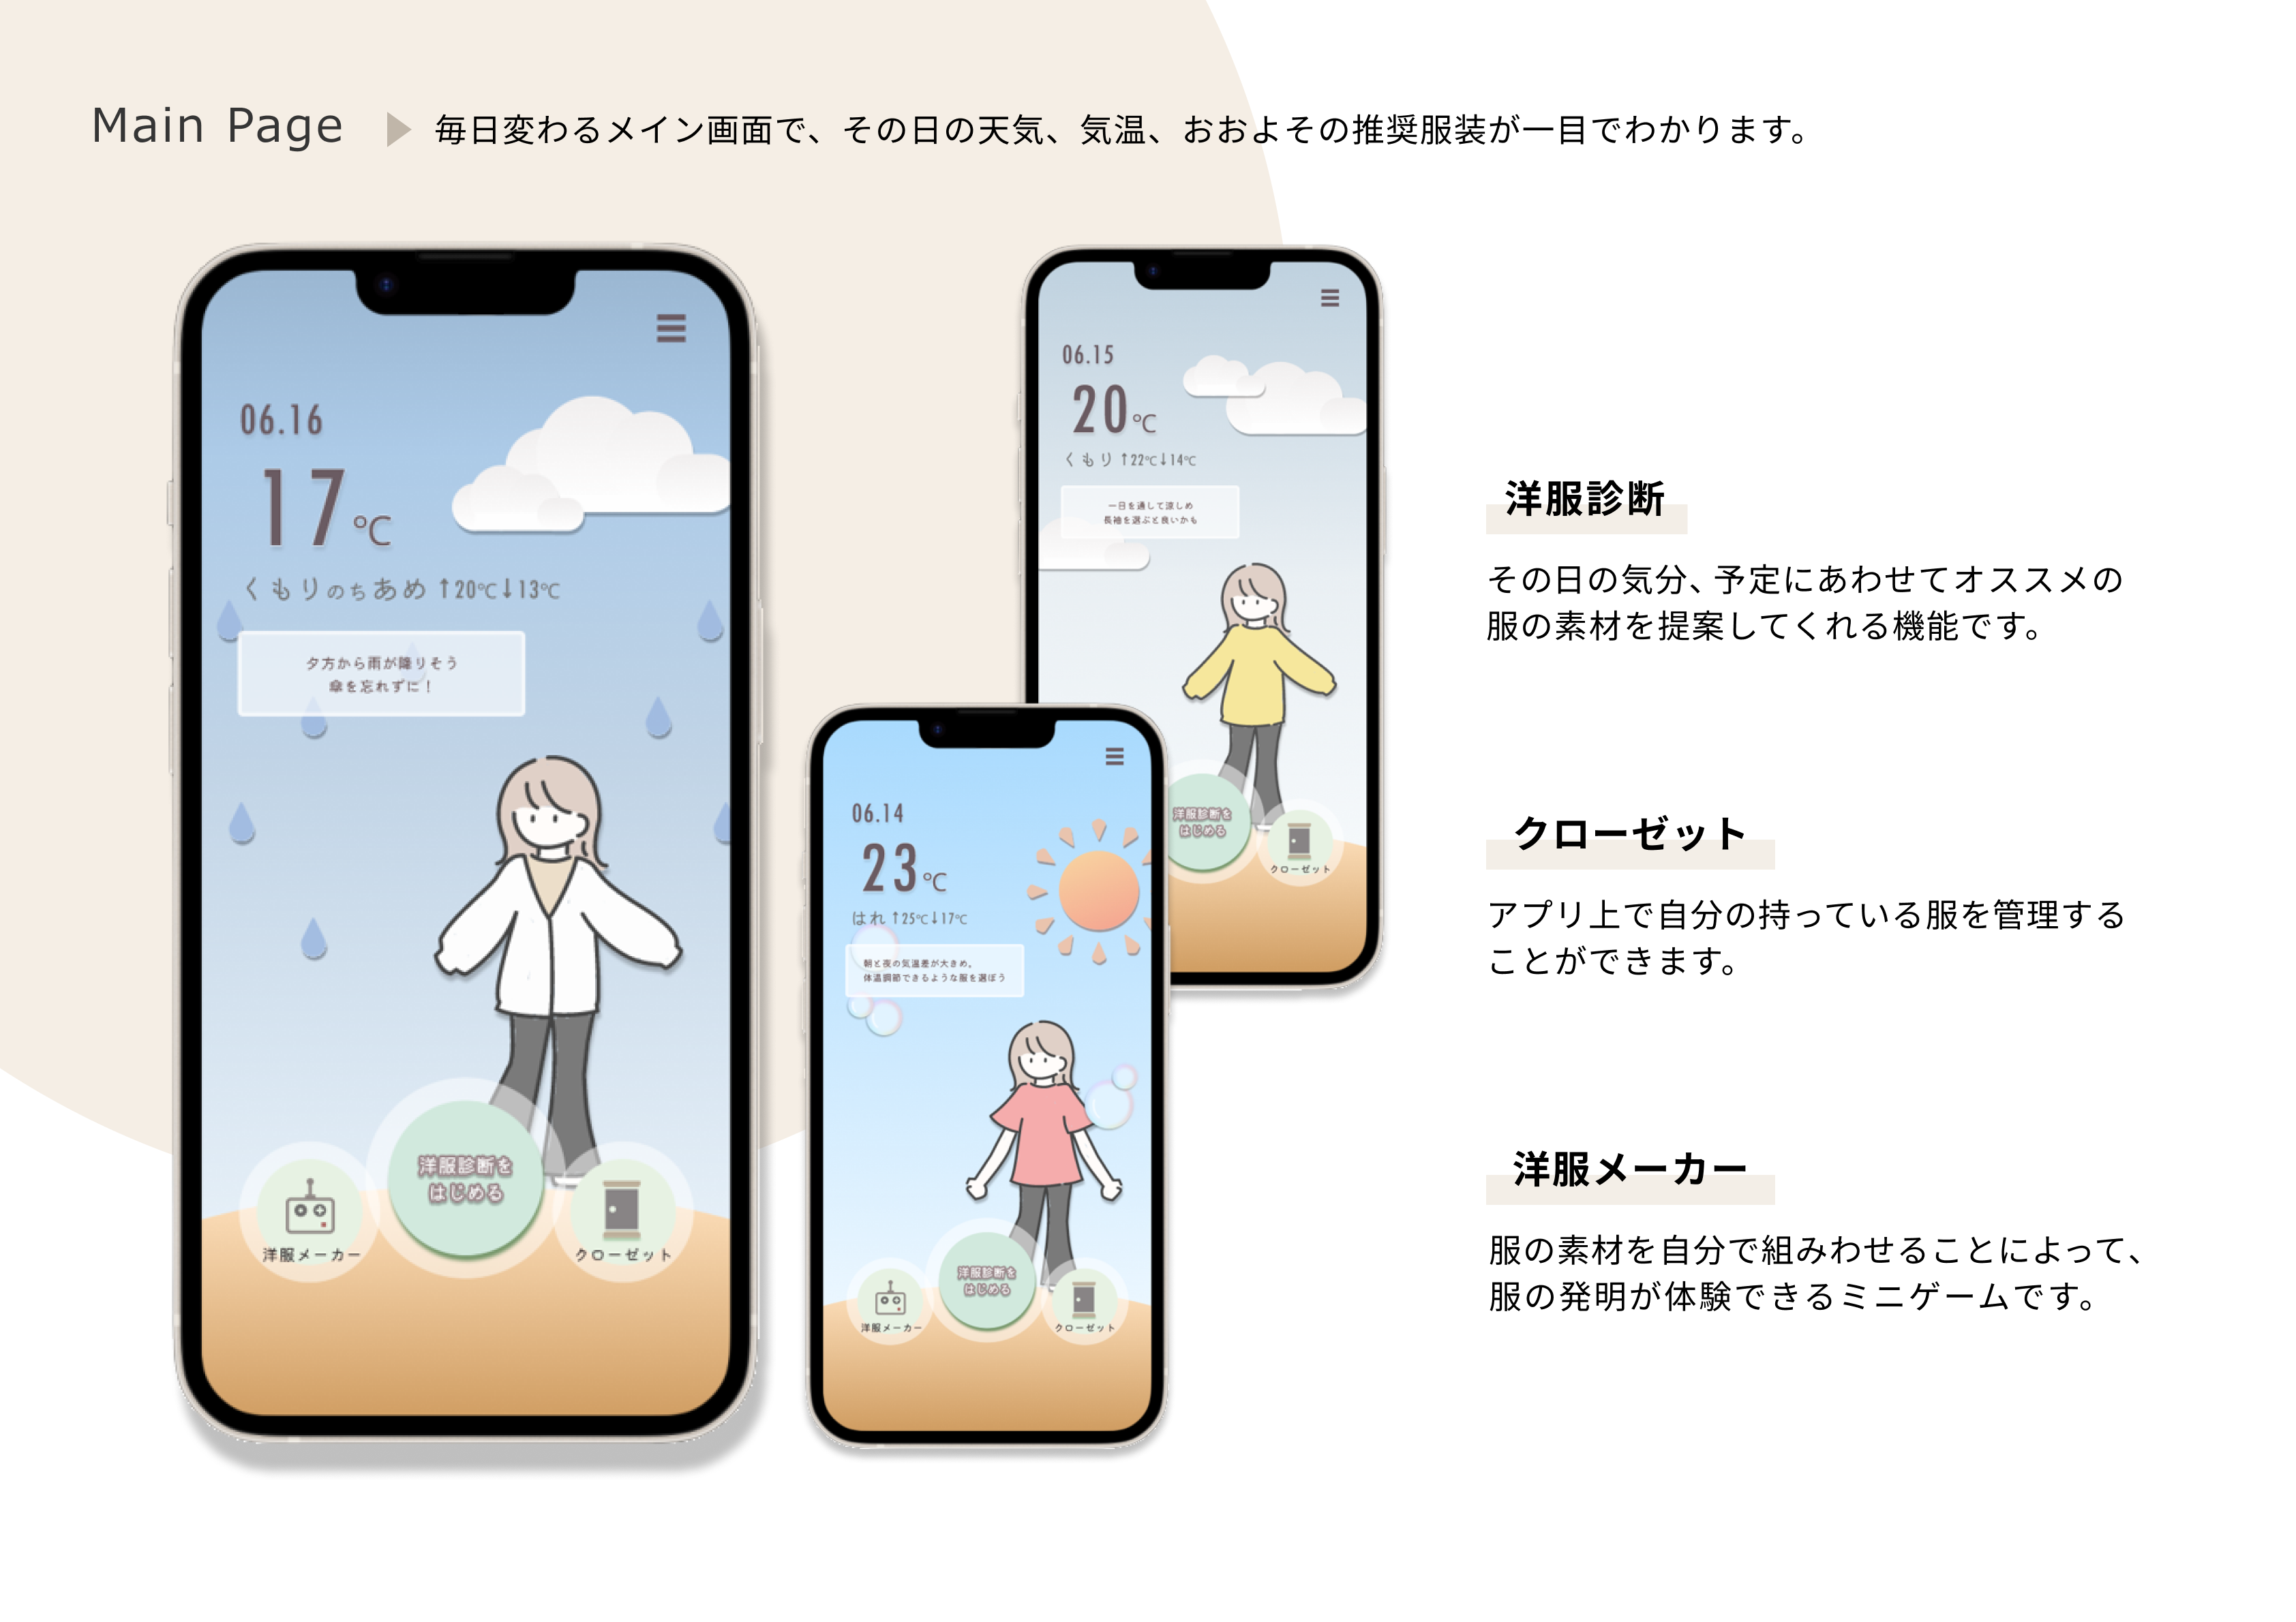 Main Page
毎日変わるメイン画面で、その日の天気、気温、おおよその推奨服装が一目でわかります。
06.16
17℃
くもりのちあめ ↑20℃↓13℃
夕方から雨が降りそう
傘を忘れずに！
洋服メーカー
洋服診断を
はじめる
クローゼット
06.14
23℃
はれ ↑25℃↓17℃
朝と夜の気温差が大きめ。
体温調節できるような服を選ぼう
洋服メーカー
洋服診断を
はじめる
クローゼット
06.15
20℃
くもり ↑22℃↓14℃
一日を通して涼しめ
長袖を選ぶと良いかも
洋服診断を
はじめる
クローゼット
洋服診断
その日の気分、予定にあわせてオススメの
服の素材を提案してくれる機能です。
クローゼット
アプリ上で自分の持っている服を管理する
ことができます。
洋服メーカー
服の素材を自分で組みわせることによって、
服の発明が体験できるミニゲームです。